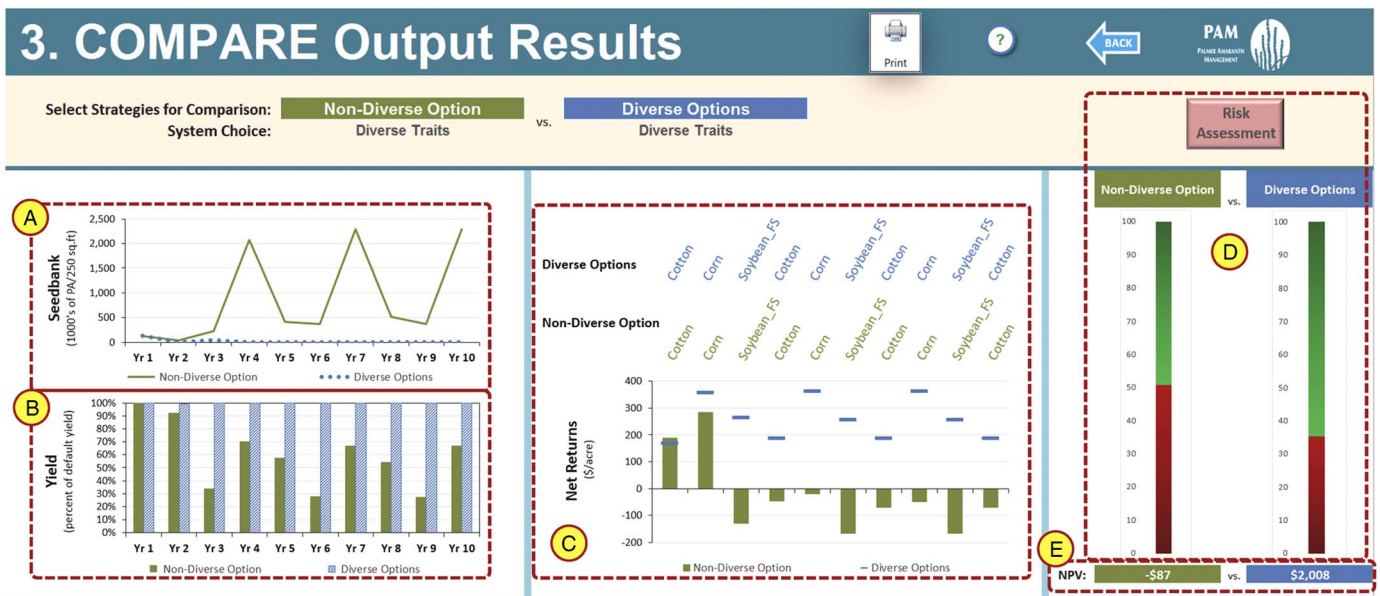 3. COMPARE Output Results
Print
?
BACK
PAM
PALMER AMARANTH
MANAGEMENT
Select Strategies for Comparison:
Non-Diverse Option
vs.
Diverse Options
System Choice:
Diverse Traits
Diverse Traits
Risk
Assessment
A
Seedbank
(1000's of PA/250 sq.ft)
2,500
2,000
1,500
1,000
500
0
Yr 1 Yr 2 Yr 3 Yr 4 Yr 5 Yr 6 Yr 7 Yr 8 Yr 9 Yr 10
Non-Diverse Option Diverse Options
B
Yield
(percent of default yield)
100%
90%
80%
70%
60%
50%
40%
30%
20%
10%
0%
Yr 1 Yr 2 Yr 3 Yr 4 Yr 5 Yr 6 Yr 7 Yr 8 Yr 9 Yr 10
Non-Diverse Option Diverse Options
Diverse Options
Cotton Corn Soybean_FS Cotton Corn Soybean_FS Cotton Corn Soybean_FS Cotton
Non-Diverse Option
Cotton Corn Soybean_FS Cotton Corn Soybean_FS Cotton Corn Soybean_FS Cotton
Net Returns
($/acre)
400
300
200
100
0
-100
-200
C
Non-Diverse Option Diverse Options
Non-Diverse Option vs. Diverse Options
D
100
90
80
70
60
50
40
30
20
10
0
100
90
80
70
60
50
40
30
20
10
0
E
NPV: -$87 vs. $2,008